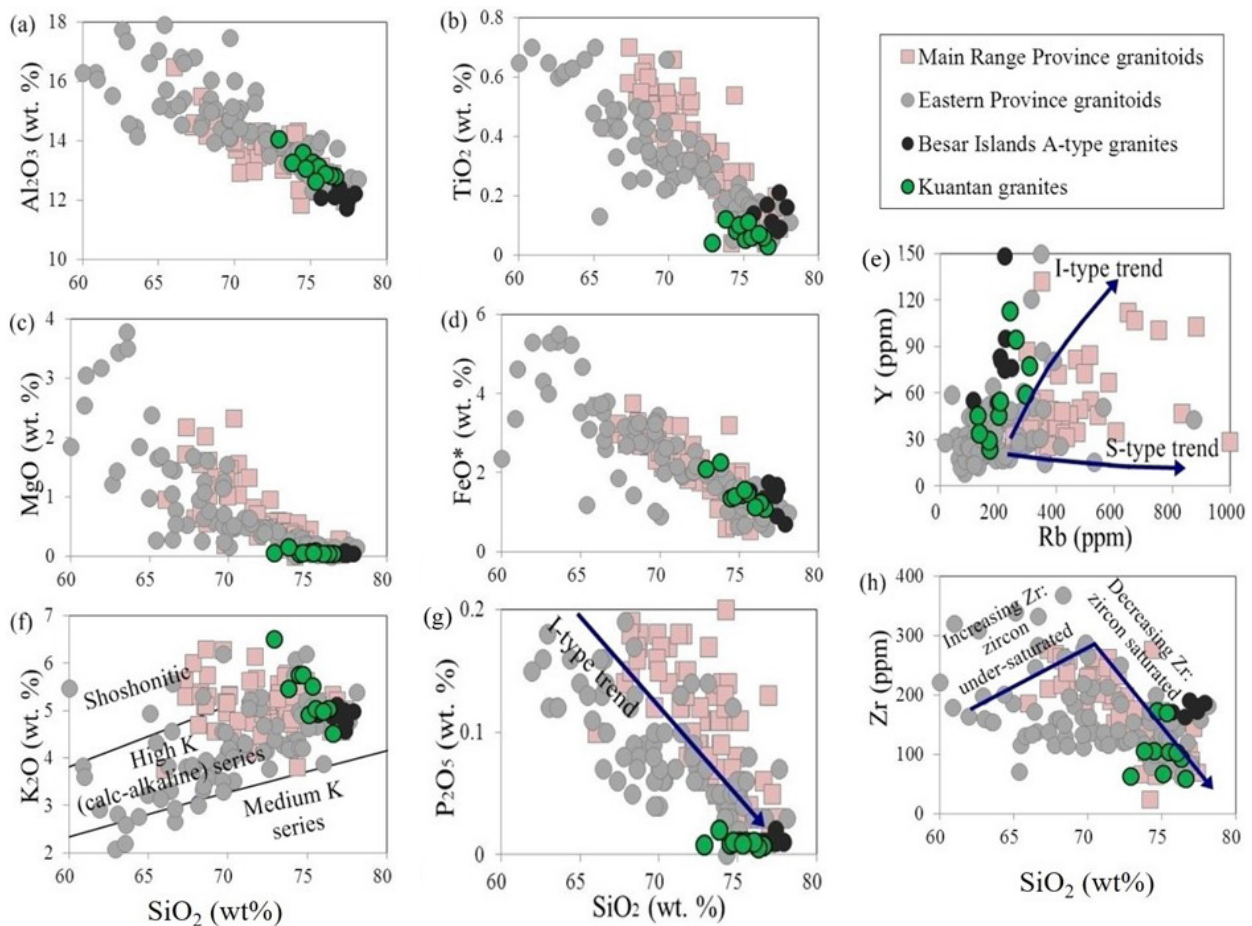 (a)
18
16
14
12
10
Al₂O₃ (wt. %)
60 65 70 75 80
(b)
0.8
0.6
0.4
0.2
0
TiO₂ (wt. %)
60 65 70 75 80
Main Range Province granitoids
Eastern Province granitoids
Besar Islands A-type granites
Kuantan granites
(c)
4
3
2
1
0
MgO (wt. %)
60 65 70 75 80
(d)
6
4
2
0
FeO* (wt. %)
60 65 70 75 80
(e)
150
120
90
60
30
0
Y (ppm)
I-type trend
S-type trend
0 200 400 600 800 1000
Rb (ppm)
(f)
7
6
5
4
3
2
K₂O (wt. %)
Shoshonitic
High K
(calc-alkaline) series
Medium K
series
60 65 70 75 80
SiO₂ (wt%)
(g)
0.2
0.1
0
P₂O₅ (wt. %)
I-type trend
60 65 70 75 80
SiO₂ (wt. %)
(h)
400
300
200
100
0
Zr (ppm)
Increasing Zr:
zircon
under-saturated
Decreasing Zr:
zircon saturated
60 65 70 75 80
SiO₂ (wt%)